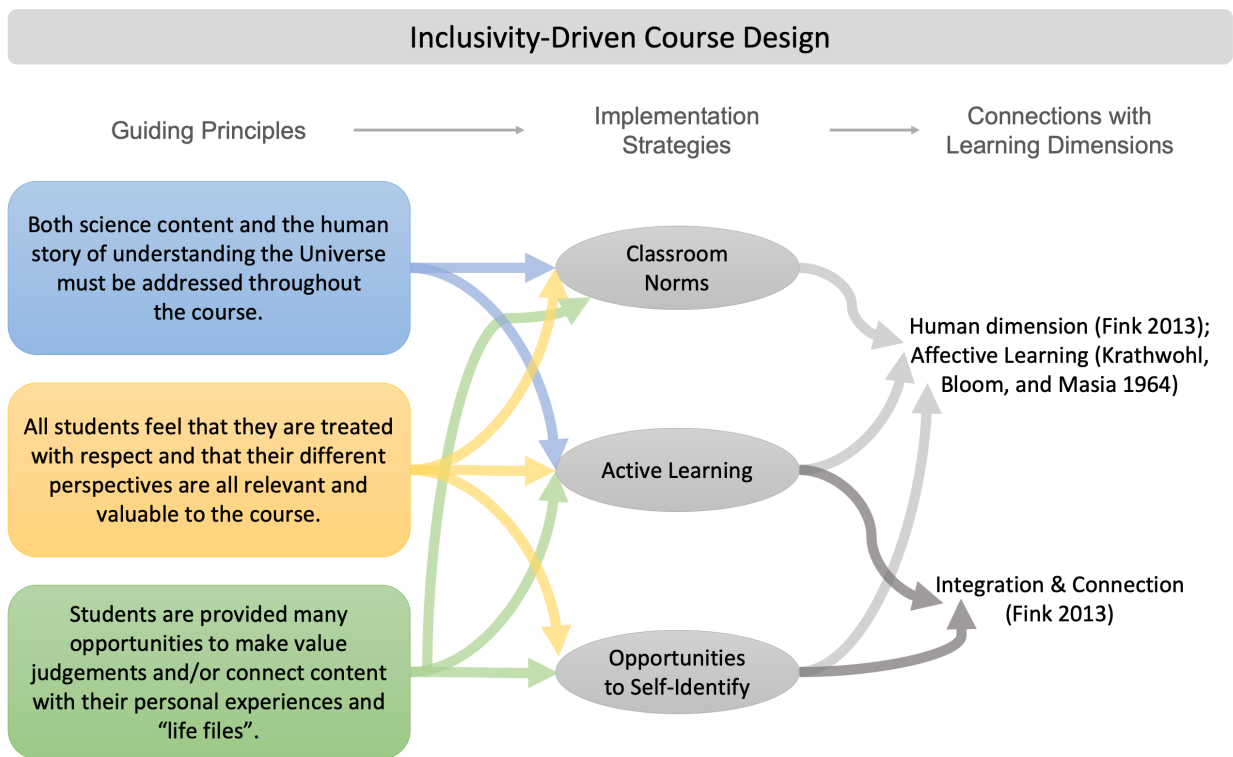 Inclusivity-Driven Course Design
Guiding Principles
Implementation
Strategies
Connections with
Learning Dimensions
Both science content and the human
story of understanding the Universe
must be addressed throughout
the course.
All students feel that they are treated
with respect and that their different
perspectives are all relevant and
valuable to the course.
Students are provided many
opportunities to make value
judgements and/or connect content
with their personal experiences and
“life files”.
Classroom
Norms
Active Learning
Opportunities
to Self-Identify
Human dimension (Fink 2013);
Affective Learning (Krathwohl,
Bloom, and Masia 1964)
Integration & Connection
(Fink 2013)